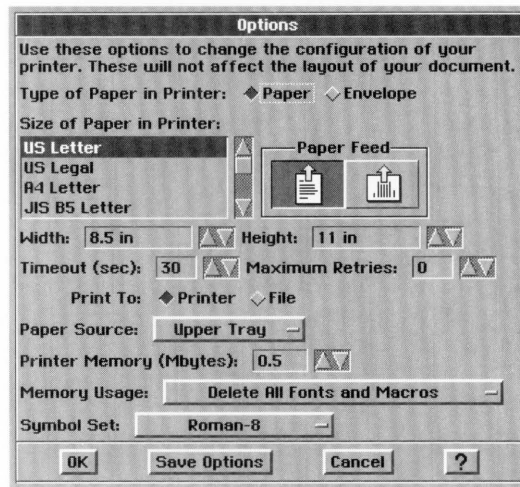 Options
Use these options to change the configuration of your
printer. These will not affect the layout of your document.
Type of Paper in Printer: Paper Envelope
Size of Paper in Printer:
US Letter
US Legal
A4 Letter
JIS B5 Letter
Paper Feed
Width: 8.5 in Height: 11 in
Timeout (sec): 30 Maximum Retries: 0
Print To: Printer File
Paper Source: Upper Tray
Printer Memory (Mbytes): 0.5
Memory Usage: Delete All Fonts and Macros
Symbol Set: Roman-8
OK Save Options Cancel ?